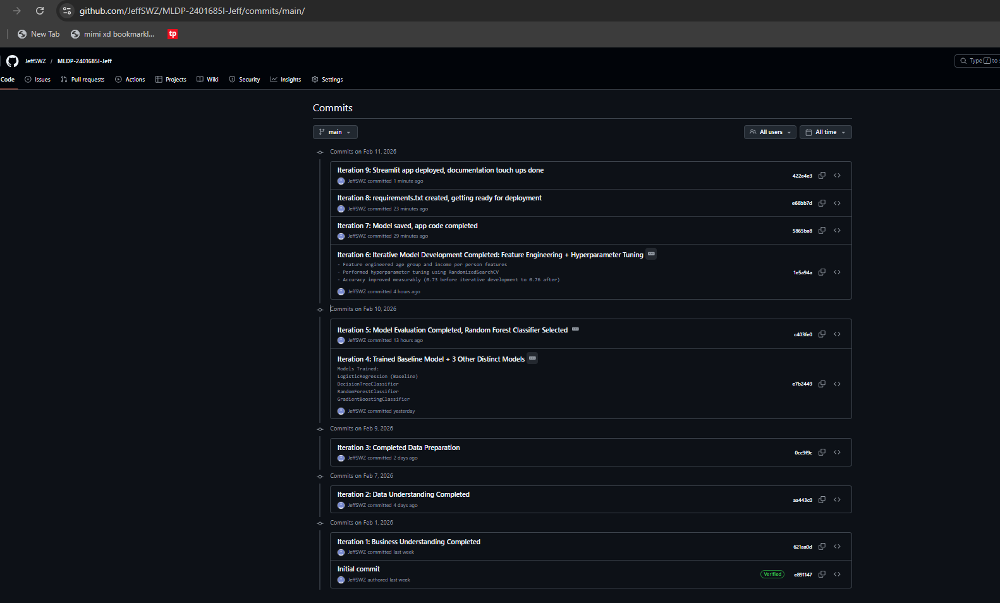 github.com/JeffSWZ/MLDP-2401685I-Jeff/commits/main/
New Tab
mimi xd bookmarkl...
tp
JeffSWZ / MLDP-2401685I-Jeff
Type / to
Code
Issues
Pull requests
Actions
Projects
Wiki
Security
Insights
Settings
Commits
main
All users
All time
Commits on Feb 11, 2026
Iteration 9: Streamlit app deployed, documentation touch ups done
JeffSWZ committed 1 minute ago
422e4e3
Iteration 8: requirements.txt created, getting ready for deployment
JeffSWZ committed 23 minutes ago
e66bb7d
Iteration 7: Model saved, app code completed
JeffSWZ committed 29 minutes ago
5865ba8
Iteration 6: Iterative Model Development Completed: Feature Engineering + Hyperparameter Tuning
- Feature engineered age group and income per person features
- Performed hyperparameter tuning using RandomizedSearchCV
- Accuracy improved measurably (0.73 before iterative development to 0.76 after)
JeffSWZ committed 4 hours ago
1e5a94a
Commits on Feb 10, 2026
Iteration 5: Model Evaluation Completed, Random Forest Classifier Selected
JeffSWZ committed 13 hours ago
c403fe0
Iteration 4: Trained Baseline Model + 3 Other Distinct Models
Models Trained:
LogisticRegression (Baseline)
DecisionTreeClassifier
RandomForestClassifier
GradientBoostingClassifier
JeffSWZ committed yesterday
e7b2449
Commits on Feb 9, 2026
Iteration 3: Completed Data Preparation
JeffSWZ committed 2 days ago
0cc9f9c
Commits on Feb 7, 2026
Iteration 2: Data Understanding Completed
JeffSWZ committed 4 days ago
aa443c0
Commits on Feb 1, 2026
Iteration 1: Business Understanding Completed
JeffSWZ committed last week
621aa0d
Initial commit
JeffSWZ authored last week
Verified
e891147